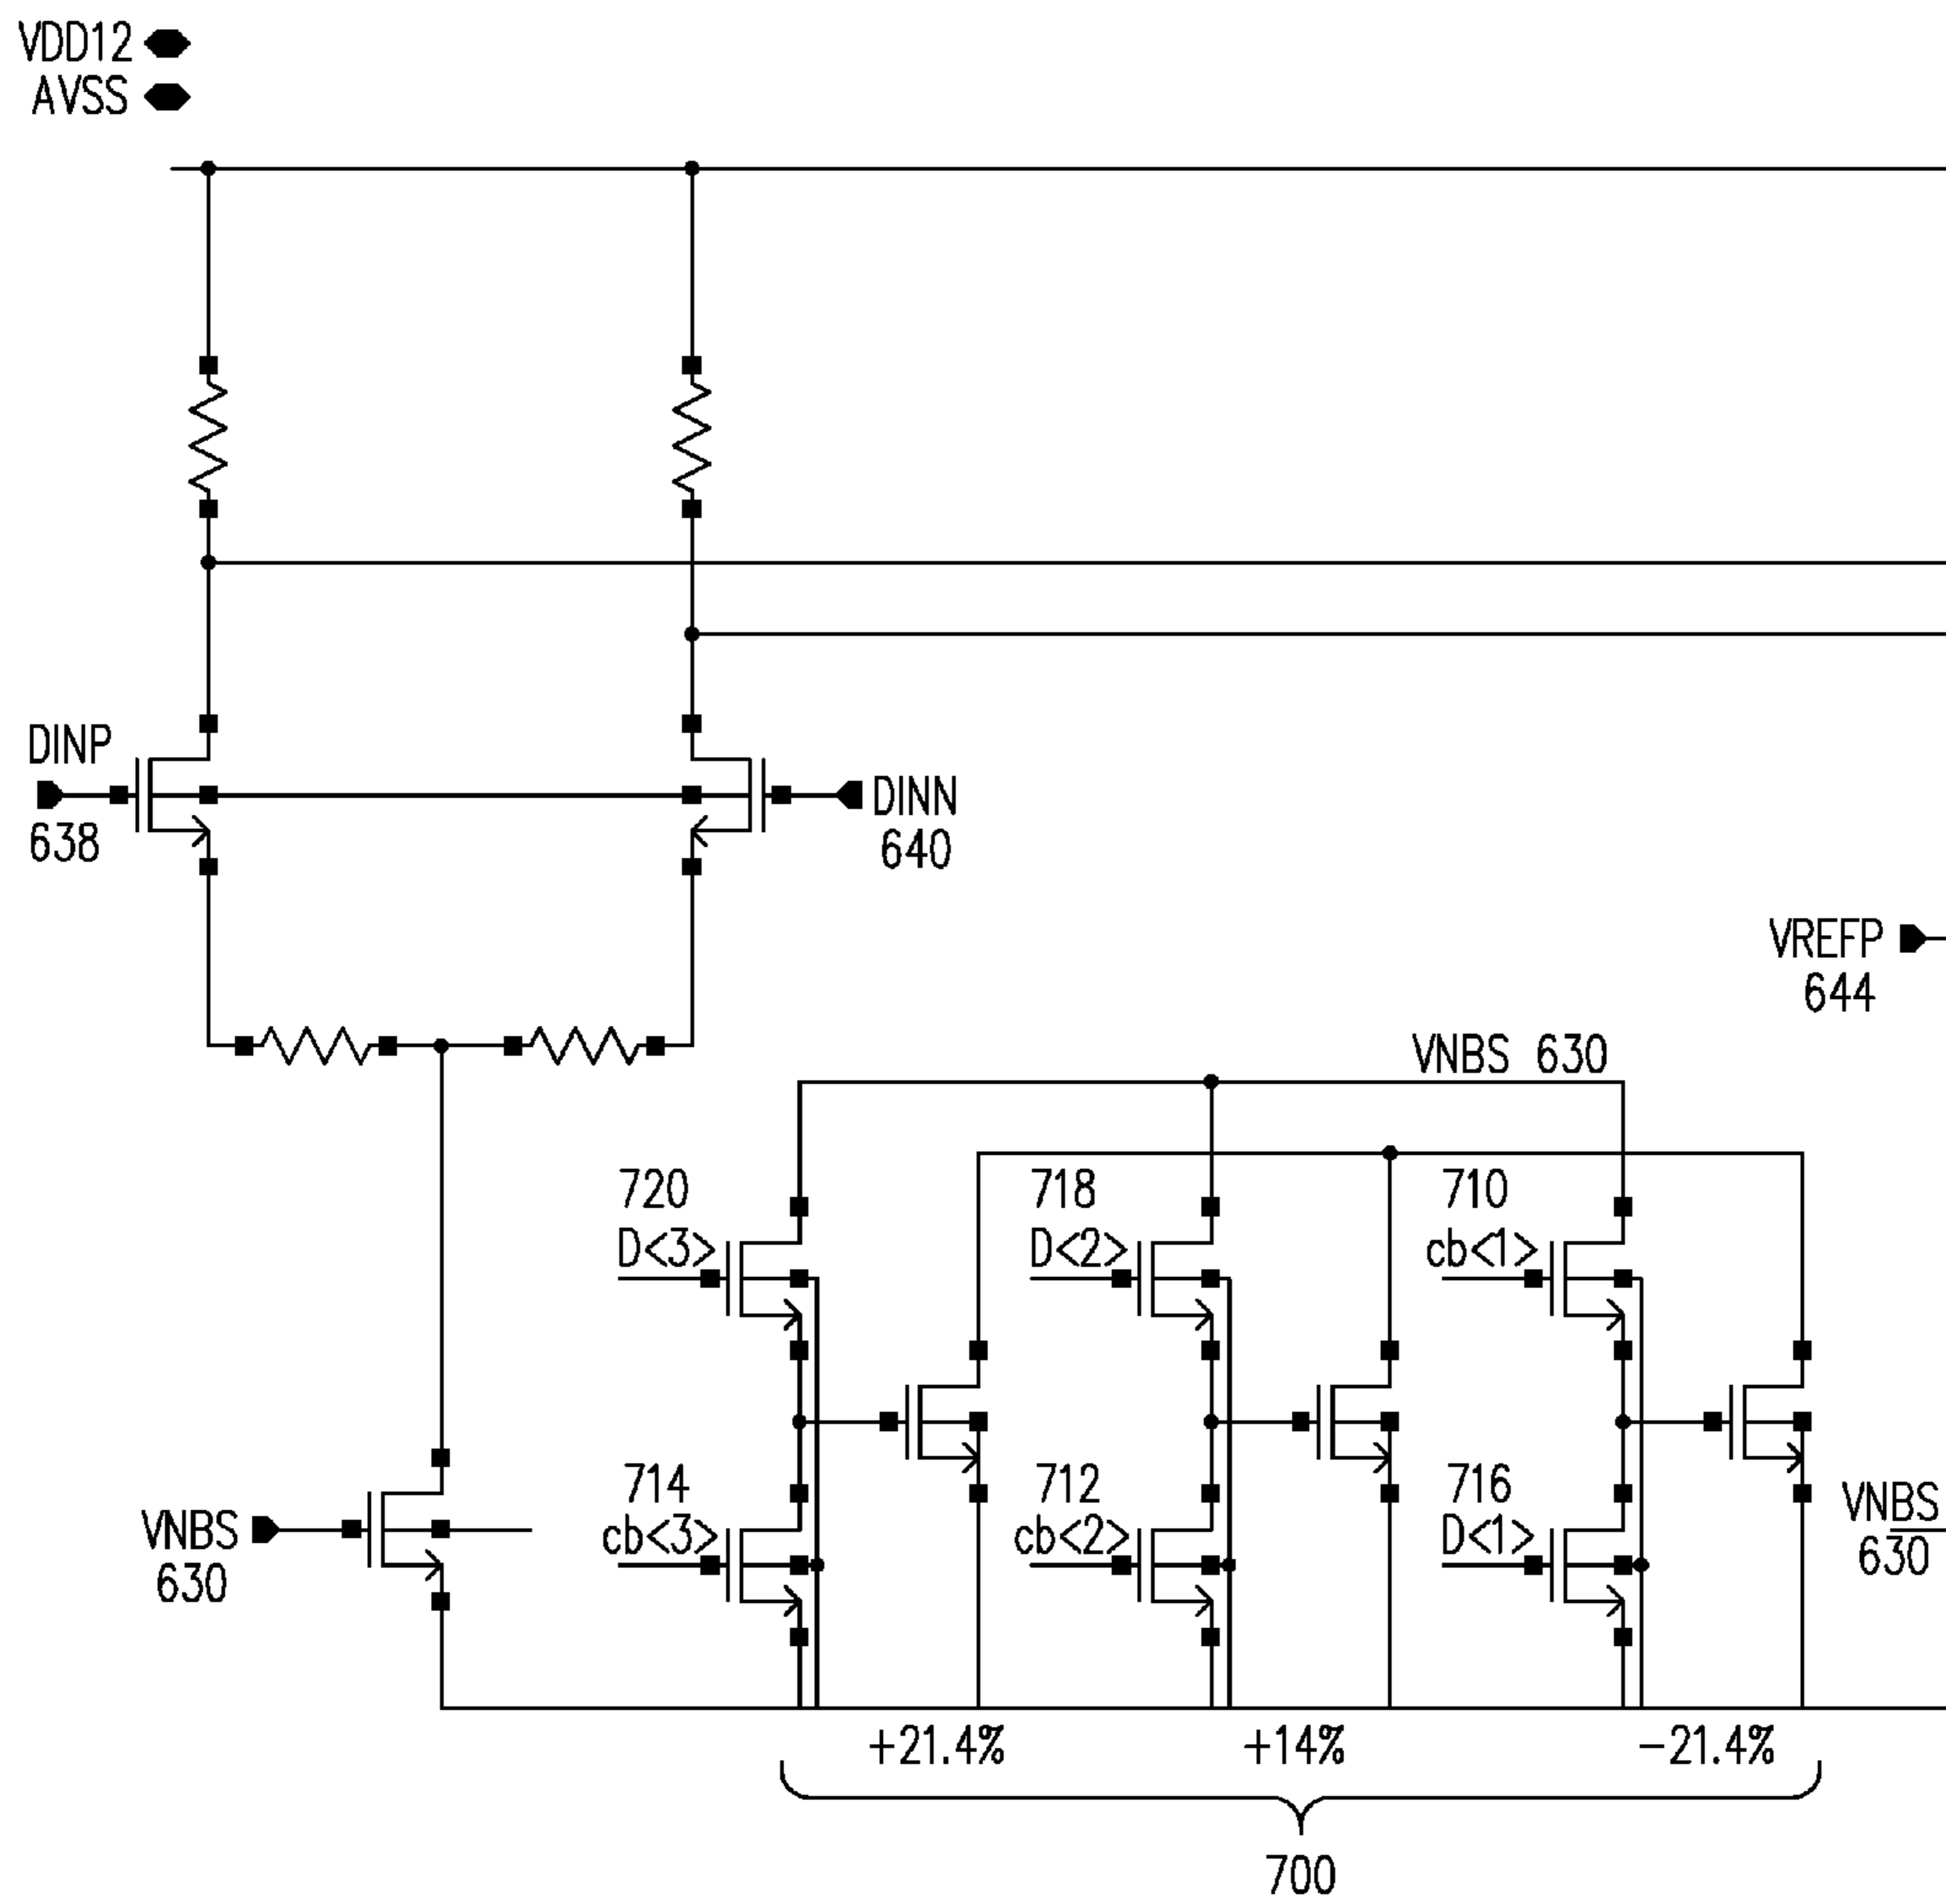 VDD12
AVSS
DINP
638
DINN
640
VREFP
644
VNBS 630
720
D<3>
718
D<2>
710
cb<1>
714
cb<3>
712
cb<2>
716
D<1>
VNBS
630
VNBS
630
+21.4%
+14%
-21.4%
700